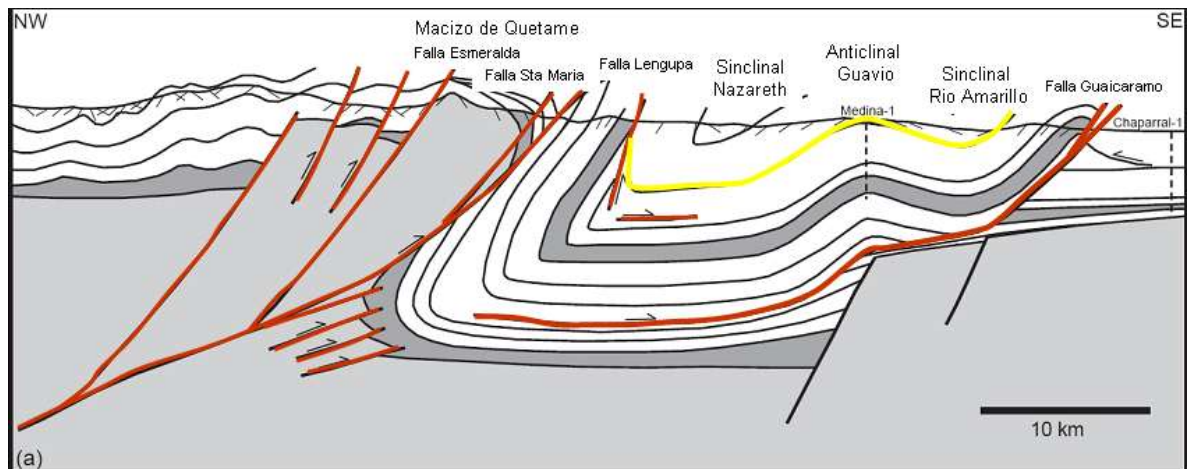 NW
SE
Macizo de Quetame
Falla Esmeralda
Falla Sta Maria
Falla Lengupa
Sinclinal
Nazareth
Anticlinal
Guavio
Medina-1
Sinclinal
Rio Amarillo
Falla Guaicaramo
Chaparral-1
10 km
(a)